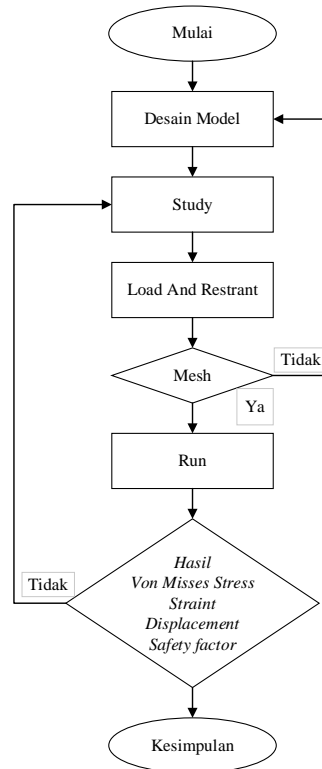 Mulai
Desain Model
Study
Load And Restrant
Mesh
Tidak
Ya
Run
Tidak
Hasil
Von Misses Stress
Straint
Displacement
Safety factor
Kesimpulan